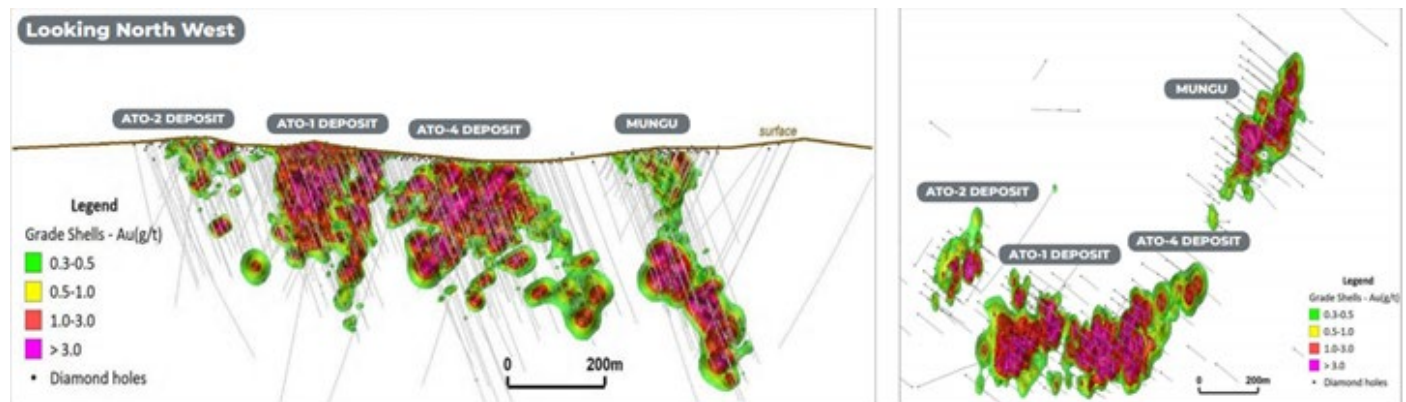 Looking North West
ATO-2 DEPOSIT
ATO-1 DEPOSIT
ATO-4 DEPOSIT
MUNGU
surface
Legend
Grade Shells - Au(g/t)
0.3-0.5
0.5-1.0
1.0-3.0
> 3.0
Diamond holes
0 200m
MUNGU
ATO-2 DEPOSIT
ATO-4 DEPOSIT
ATO-1 DEPOSIT
Legend
Grade Shells - Au(g/t)
0.3-0.5
0.5-1.0
1.0-3.0
> 3.0
Diamond holes
0 200m